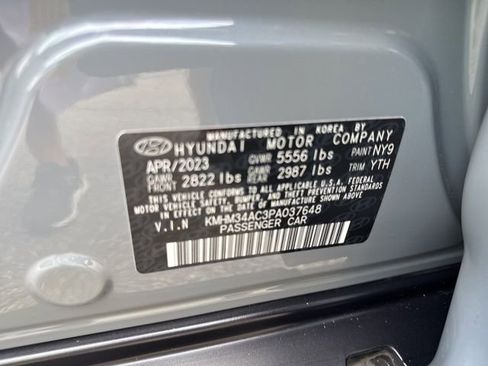 MANUFACTURED IN KOREA BY
HYUNDAI MOTOR COMPANY
APR/2023 GVWR 5556 lbs PAINT NY9
GAWR FRONT 2822 lbs GAWR 2987 lbs TRIM YTH
THIS VEHICLE CONFORMS TO ALL APPLICABLE U.S.A. FEDERAL
MOTOR VEHICLE SAFETY, BUMPER, AND THEFT PREVENTION STANDARDS
IN EFFECT ON THE DATE OF MANUFACTURE SHOWN ABOVE
V.I.N KMHM34AC3PA037648
PASSENGER CAR